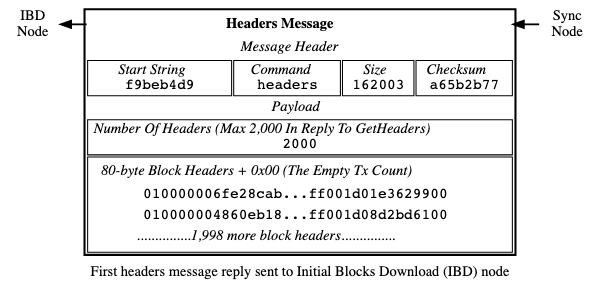 IBD
Node
Headers Message
Sync
Node
Message Header
Start String
f9beb4d9
Command
headers
Size
162003
Checksum
a65b2b77
Payload
Number Of Headers (Max 2,000 In Reply To GetHeaders)
2000
80-byte Block Headers + 0x00 (The Empty Tx Count)
010000006fe28cab...ff001d01e3629900
010000004860eb18...ff001d08d2bd6100
...............1,998 more block headers...............
First headers message reply sent to Initial Blocks Download (IBD) node